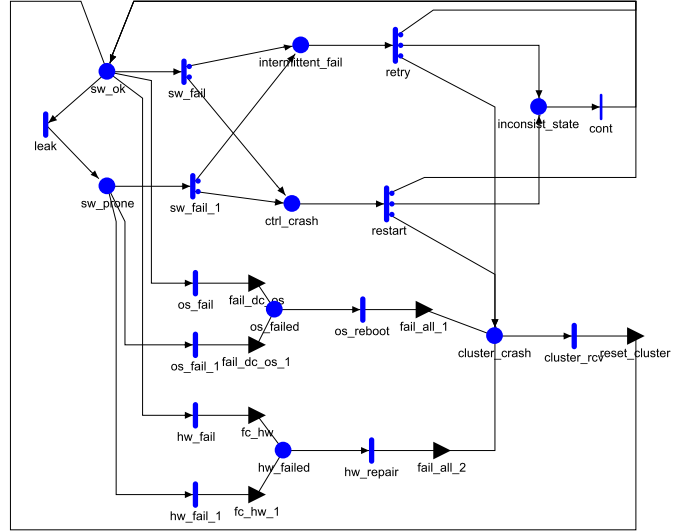 intermittent_fail
retry
sw_ok
sw_fail
inconsist_state
cont
leak
sw_prone
sw_fail_1
ctrl_crash
restart
os_fail
fail_dc_os
os_failed
os_reboot
fail_all_1
cluster_crash
cluster_rcv
reset_cluster
os_fail_1
fail_dc_os_1
hw_fail
fc_hw
hw_failed
hw_repair
fail_all_2
hw_fail_1
fc_hw_1